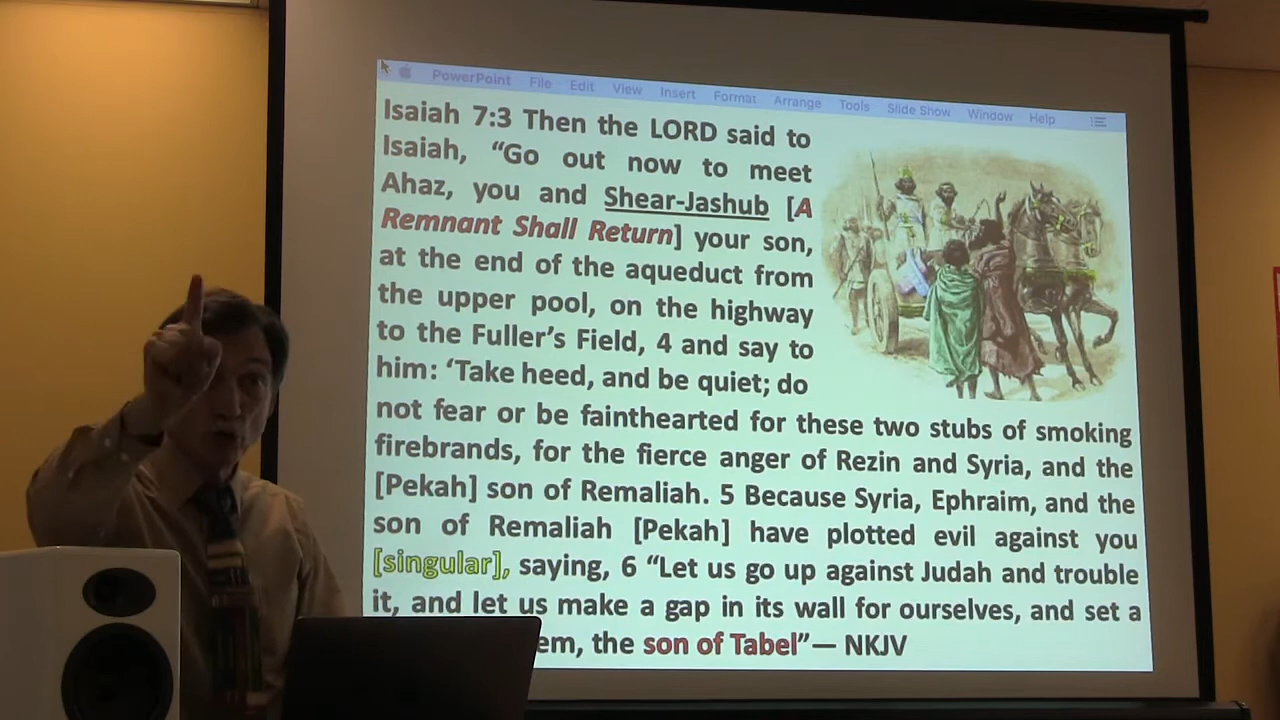 PowerPoint File Edit View Insert Format Arrange Tools Slide Show Window Help
Isaiah 7:3 Then the LORD said to
Isaiah, “Go out now to meet
Ahaz, you and Shear-Jashub [A
Remnant Shall Return] your son,
at the end of the aqueduct from
the upper pool, on the highway
to the Fuller’s Field, 4 and say to
him: ‘Take heed, and be quiet; do
not fear or be fainthearted for these two stubs of smoking
firebrands, for the fierce anger of Rezin and Syria, and the
[Pekah] son of Remaliah. 5 Because Syria, Ephraim, and the
son of Remaliah [Pekah] have plotted evil against you
[singular], saying, 6 “Let us go up against Judah and trouble
it, and let us make a gap in its wall for ourselves, and set a
em, the son of Tabel”— NKJV